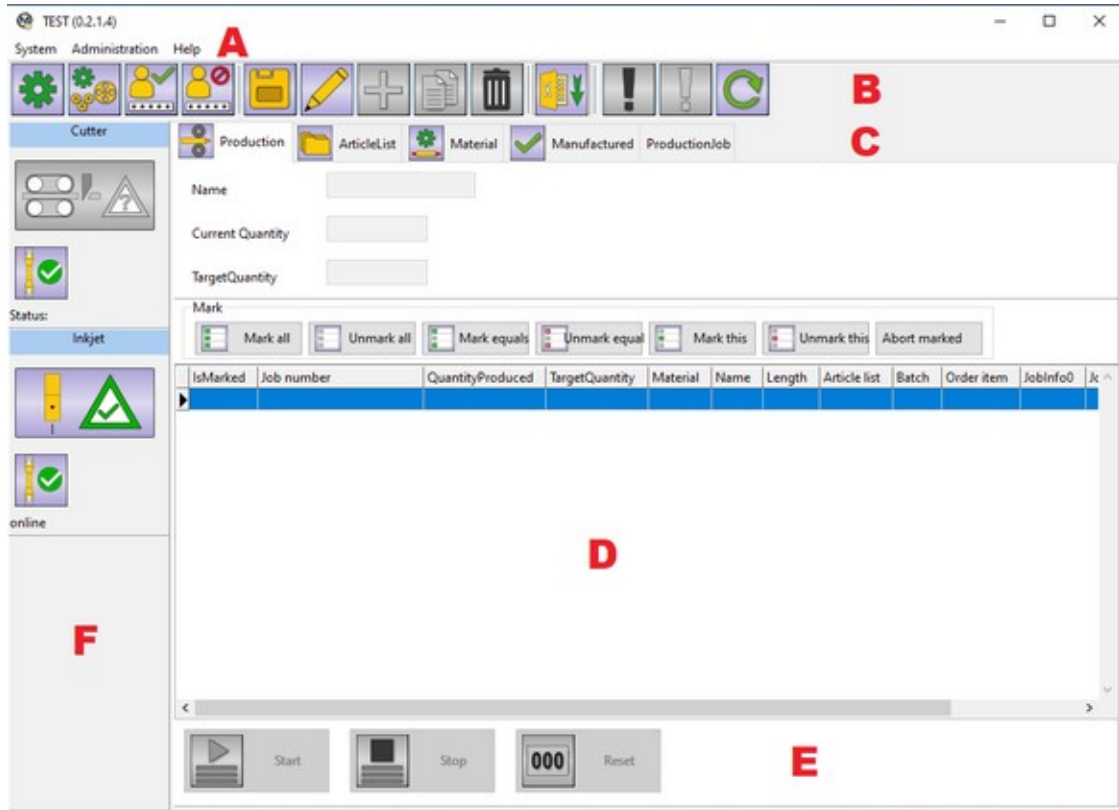 TEST (0.2.1.4)
System Administration Help A
B
Cutter
Production ArticleList Material Manufactured ProductionJob C
Name
Current Quantity
TargetQuantity
Status:
Mark
Inkjet
Mark all Unmark all Mark equals Unmark equal Mark this Unmark this Abort marked
IsMarked Job number QuantityProduced TargetQuantity Material Name Length Article list Batch Order item JobInfo0
1
online
D
F
000
Start Stop Reset E